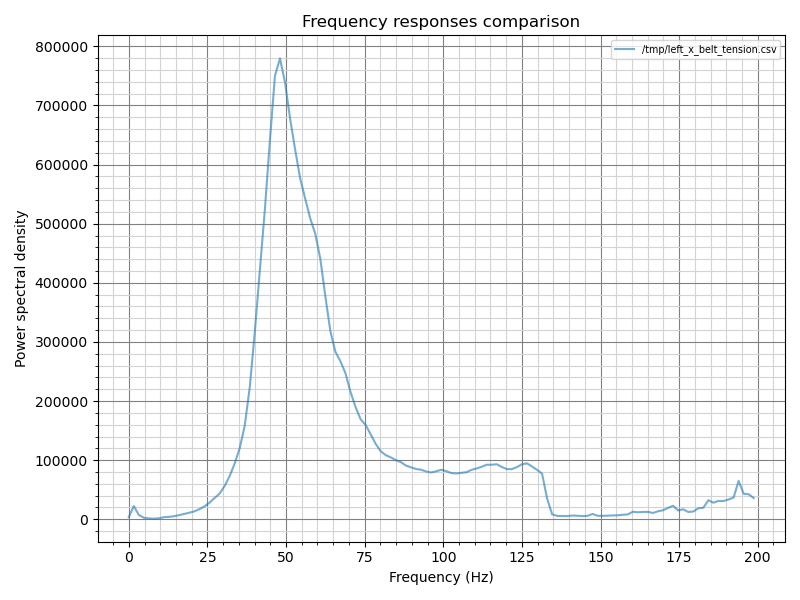 Frequency responses comparison
/tmp/left_x_belt_tension.csv
Power spectral density
800000
700000
600000
500000
400000
300000
200000
100000
0
0 25 50 75 100 125 150 175 200
Frequency (Hz)